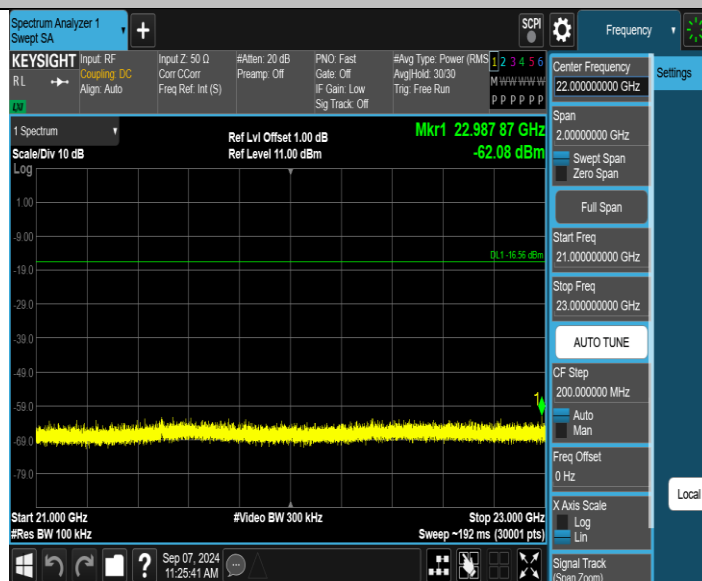 Spectrum Analyzer 1
Swept SA
+
SCPI
Frequency
KEYSIGHT
RL
LXI
Input: RF
Coupling: DC
Align: Auto
Input Z: 50 Ω
Corr CCorr
Freq Ref: Int (S)
#Atten: 20 dB
Preamp: Off
PNO: Fast
Gate: Off
IF Gain: Low
Sig Track: Off
#Avg Type: Power (RMS
Avg|Hold: 30/30
Trig: Free Run
1 2 3 4 5 6
M W W W W W
P P P P P P
1 Spectrum
Scale/Div 10 dB
Log
Ref Lvl Offset 1.00 dB
Ref Level 11.00 dBm
Mkr1 22.987 87 GHz
-62.08 dBm
1.00
-9.00
-19.0
-29.0
-39.0
-49.0
-59.0
-69.0
-79.0
DL1 -16.56 dBm
1
Start 21.000 GHz
#Res BW 100 kHz
#Video BW 300 kHz
Stop 23.000 GHz
Sweep ~192 ms (30001 pts)
?
Sep 07, 2024
11:25:41 AM
Center Frequency
22.000000000 GHz
Span
2.00000000 GHz
Swept Span
Zero Span
Full Span
Start Freq
21.000000000 GHz
Stop Freq
23.000000000 GHz
AUTO TUNE
CF Step
200.000000 MHz
Auto
Man
Freq Offset
0 Hz
X Axis Scale
Log
Lin
Signal Track
(Span Zoom)
Settings
Local